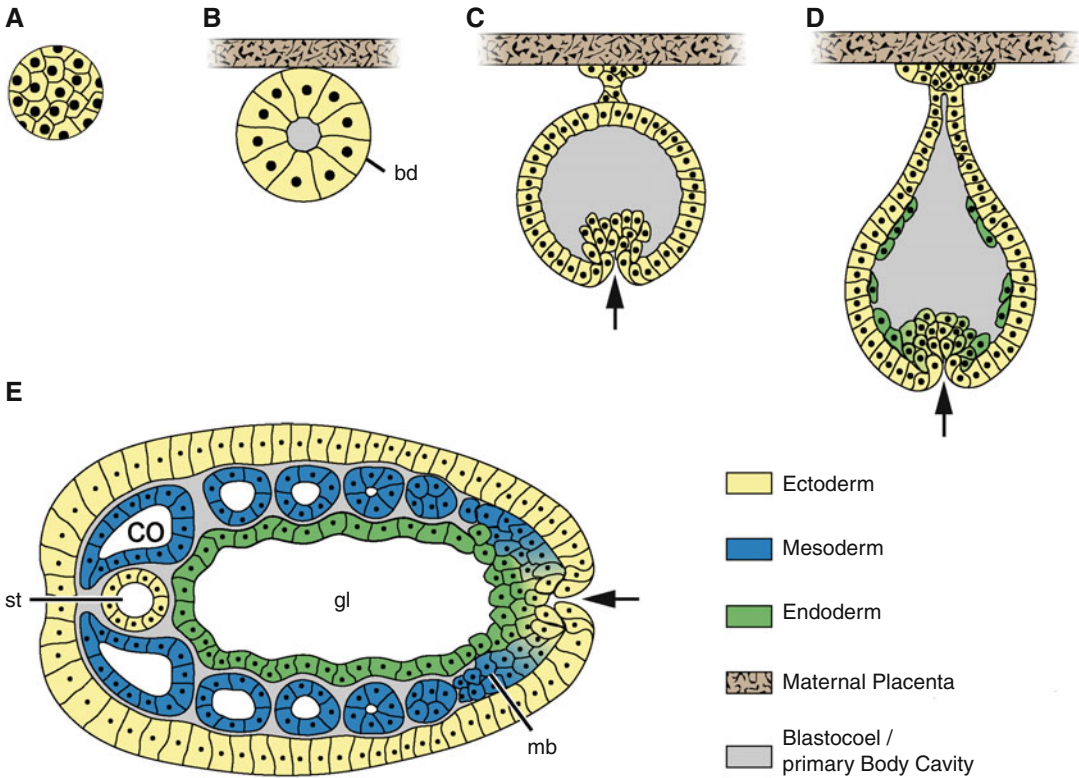 A
B
C
D
bd
E
CO
st
gl
mb
Ectoderm
Mesoderm
Endoderm
Maternal Placenta
Blastocoel /
primary Body Cavity